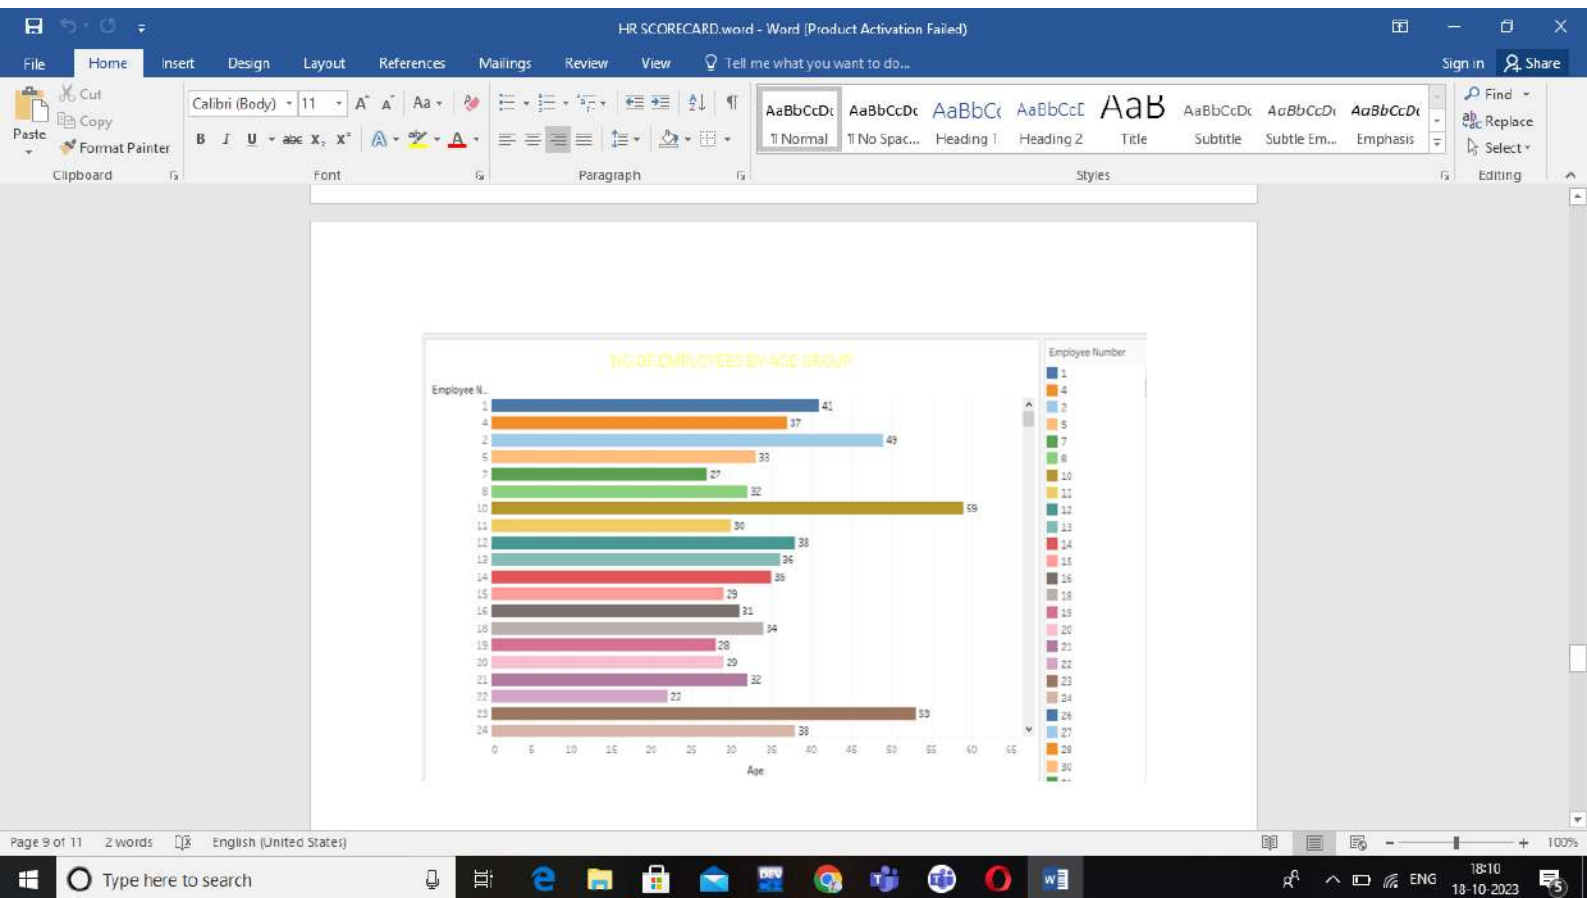 HR SCORECARD.word - Word (Product Activation Failed)
File Home Insert Design Layout References Mailings Review View Tell me what you want to do... Sign in Share
Paste
Cut
Copy
Format Painter
Clipboard
Calibri (Body) 11
Font
Paragraph
AaBbCcDc AaBbCcDc AaBbCc AaBbCcE AaB AaBbCcDc AaBbCcDc AaBbCcDc
¶ Normal ¶ No Spac... Heading 1 Heading 2 Title Subtitle Subtle Em... Emphasis
Styles
Find
Replace
Select
Editing
NO.OF.EMPLOYEES BY AGE GROUP
Employee N..
1 41
4 37
2 49
5 33
7 27
8 32
10 59
11 30
12 38
13 36
14 35
15 29
16 31
18 34
19 28
20 29
21 32
22 22
23 53
24 38
0 5 10 15 20 25 30 35 40 45 50 55 60 65
Age
Employee Number
1
4
2
5
7
8
10
11
12
13
14
15
16
18
19
20
21
22
23
24
26
27
28
30
Page 9 of 11 2 words English (United States) 100%
Type here to search
ENG
18:10
18-10-2023
5